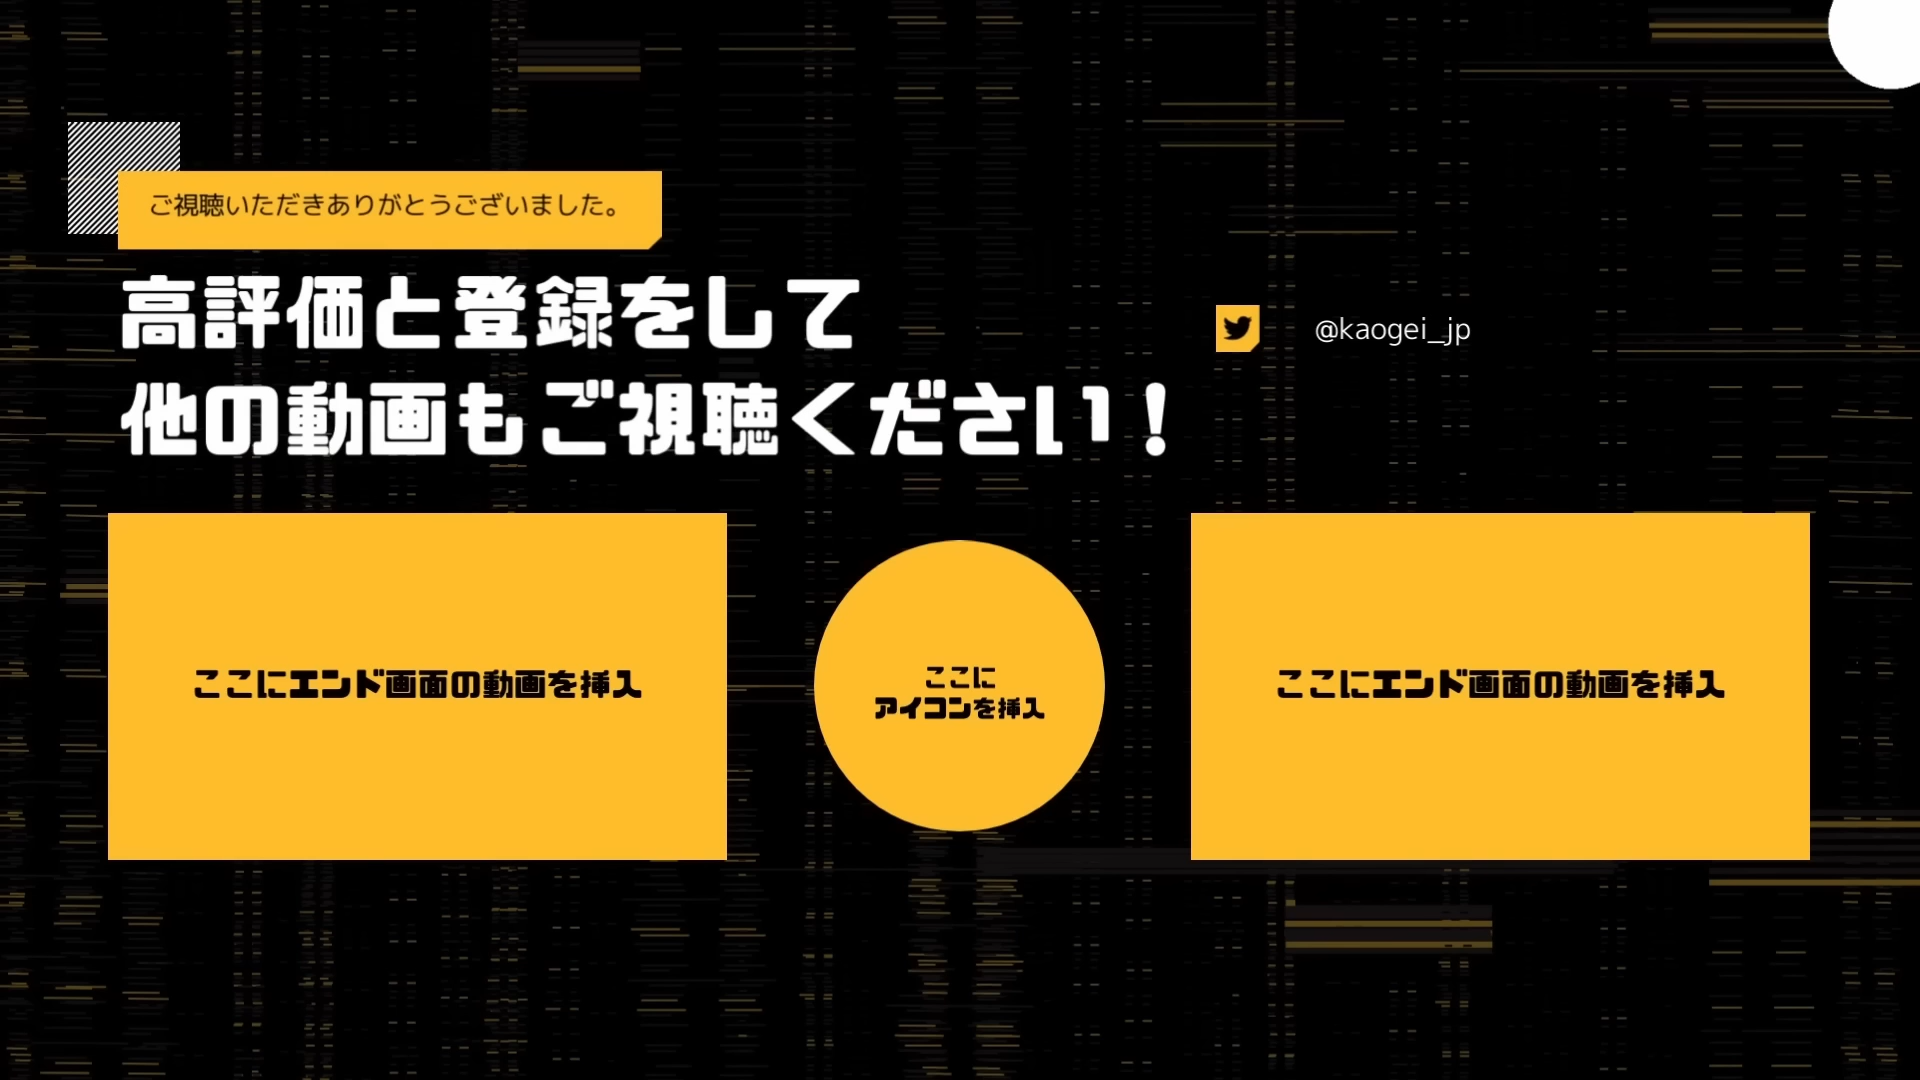 ご視聴いただきありがとうございました。
高評価と登録をして
他の動画もご視聴ください！
@kaogei_jp
ここにエンド画面の動画を挿入
ここに
アイコンを挿入
ここにエンド画面の動画を挿入